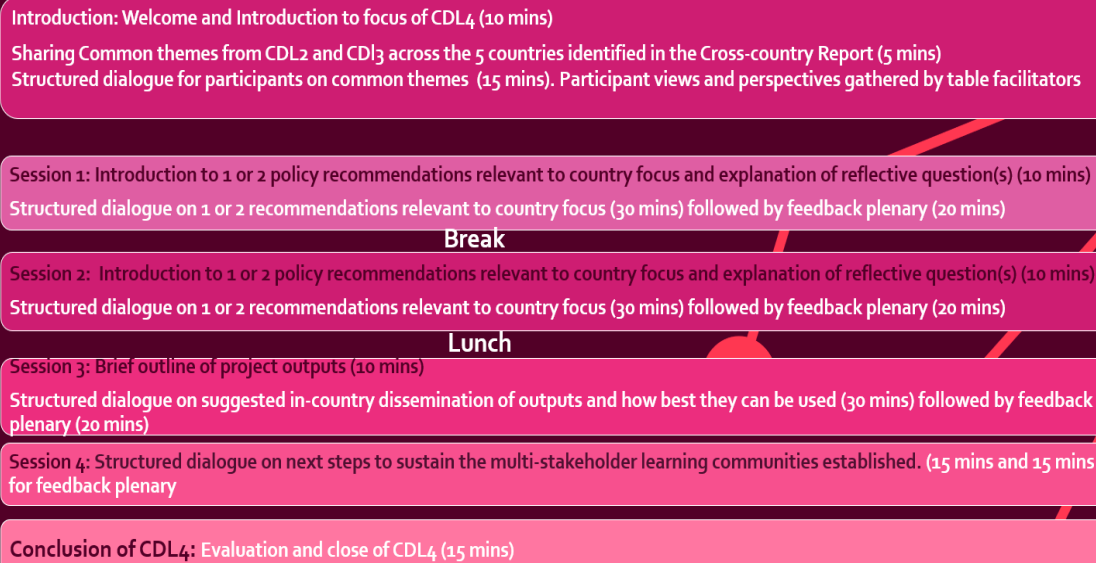 Introduction: Welcome and Introduction to focus of CDL4 (10 mins)
Sharing Common themes from CDL2 and CDl3 across the 5 countries identified in the Cross-country Report (5 mins)
Structured dialogue for participants on common themes (15 mins). Participant views and perspectives gathered by table facilitators
Session 1: Introduction to 1 or 2 policy recommendations relevant to country focus and explanation of reflective question(s) (10 mins)
Structured dialogue on 1 or 2 recommendations relevant to country focus (30 mins) followed by feedback plenary (20 mins)
Break
Session 2: Introduction to 1 or 2 policy recommendations relevant to country focus and explanation of reflective question(s) (10 mins)
Structured dialogue on 1 or 2 recommendations relevant to country focus (30 mins) followed by feedback plenary (20 mins)
Lunch
Session 3: Brief outline of project outputs (10 mins)
Structured dialogue on suggested in-country dissemination of outputs and how best they can be used (30 mins) followed by feedback
plenary (20 mins)
Session 4: Structured dialogue on next steps to sustain the multi-stakeholder learning communities established. (15 mins and 15 mins
for feedback plenary
Conclusion of CDL4: Evaluation and close of CDL4 (15 mins)